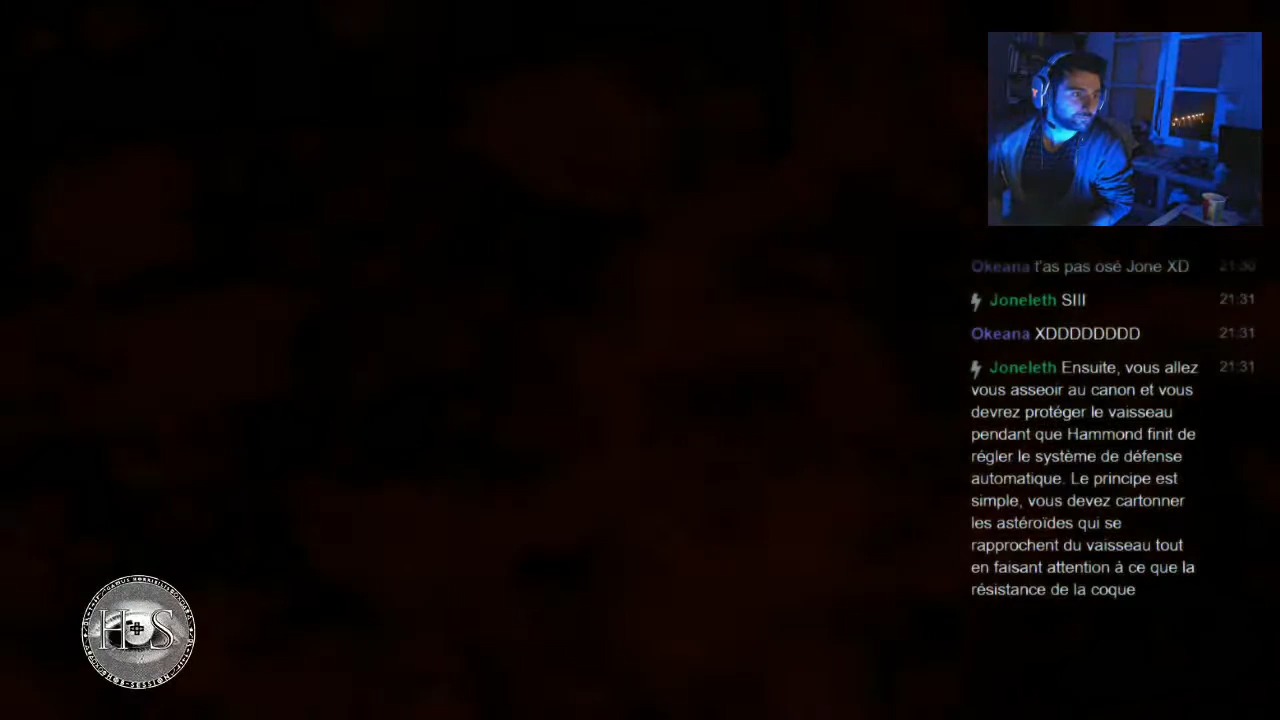 Okeana t'as pas osé Jone XD 21:30
Joneleth SIII 21:31
Okeana XDDDDDDDD 21:31
Joneleth Ensuite, vous allez 21:31
vous asseoir au canon et vous
devrez protéger le vaisseau
pendant que Hammond finit de
régler le système de défense
automatique. Le principe est
simple, vous devez cartonner
les astéroïdes qui se
rapprochent du vaisseau tout
en faisant attention à ce que la
résistance de la coque
H S